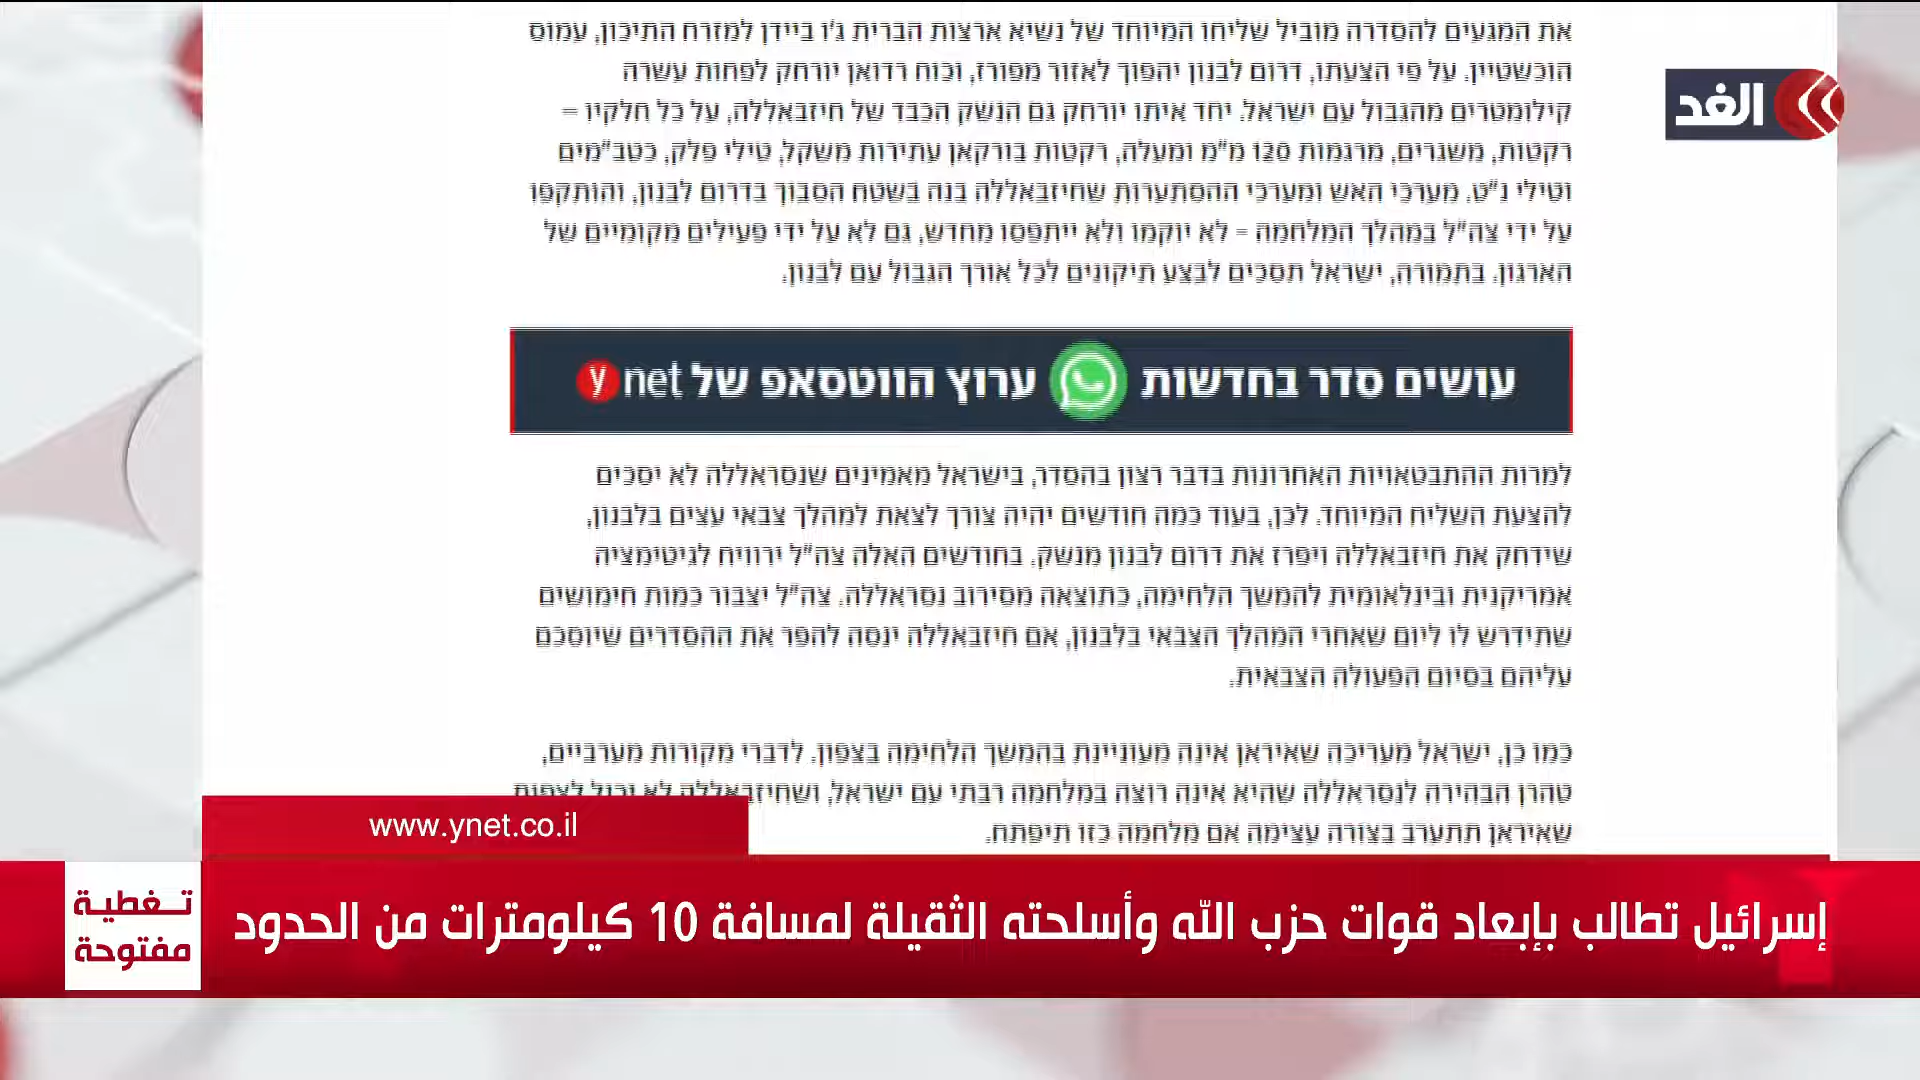 את המגעים להסדרה מוביל שליחו המיוחד של נשיא ארצות הברית ג'ו ביידן למזרח התיכון, עמוס
הוכשטיין. על פי הצעתו, דרום לבנון יהפוך לאזור מפורז, וכוח רדואן יורחק לפחות עשרה
קילומטרים מהגבול עם ישראל. יחד איתו יורחק גם הנשק הכבד של חיזבאללה, על כל חלקיו –
רקטות, משגרים, מרגמות 120 מ"מ ומעלה, רקטות בורקאן עתירות משקל, טילי פלק, כטב"מים
וטילי נ"ט. מערכי האש ומערכי ההסתערות שחיזבאללה בנה בשטח הסבוך בדרום לבנון, והותקפו
על ידי צה"ל במהלך המלחמה – לא יוקמו ולא ייתפסו מחדש, גם לא על ידי פעילים מקומיים של
הארגון. בתמורה, ישראל תסכים לבצע תיקונים לכל אורך הגבול עם לבנון.
الغد
עושים סדר בחדשות ערוץ הווטסאפ של ynet
למרות ההתבטאויות האחרונות בדבר רצון בהסדר, בישראל מאמינים שנסראללה לא יסכים
להצעת השליח המיוחד. לכן, בעוד כמה חודשים יהיה צורך לצאת למהלך צבאי עצים בלבנון,
שידחק את חיזבאללה ויפרז את דרום לבנון מנשק. בחודשים האלה צה"ל ירוויח לגיטימציה
אמריקנית ובינלאומית להמשך הלחימה, כתוצאה מסירוב נסראללה. צה"ל יצבור כמות חימושים
שתידרש לו ליום שאחרי המהלך הצבאי בלבנון, אם חיזבאללה ינסה להפר את ההסדרים שיוסכם
עליהם בסיום הפעולה הצבאית.
כמו כן, ישראל מעריכה שאיראן אינה מעוניינת בהמשך הלחימה בצפון. לדברי מקורות מערביים,
טהרן הבהירה לנסראללה שהיא אינה רוצה במלחמה רבתי עם ישראל, ושחיזבאללה לא יכול לצפות
שאיראן תתערב בצורה עצימה אם מלחמה כזו תיפתח.
www.ynet.co.il
إسرائيل تطالب بإبعاد قوات حزب الله وأسلحته الثقيلة لمسافة 10 كيلومترات من الحدود
تـغطية
مفتوحة